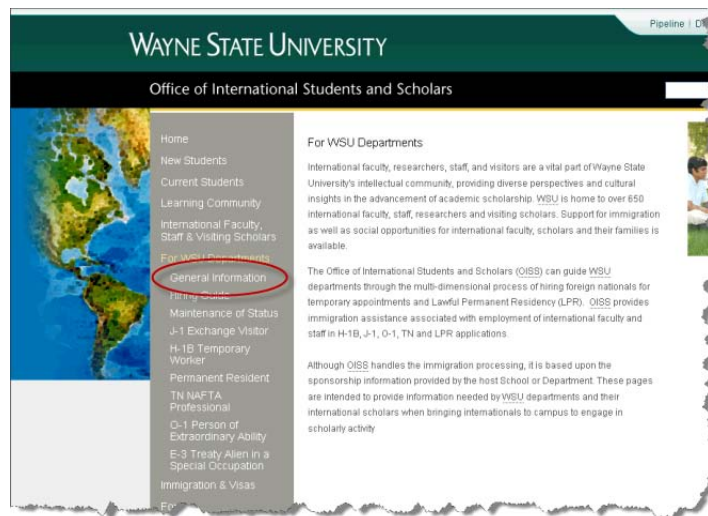 Pipeline |
WAYNE STATE UNIVERSITY
Office of International Students and Scholars
Home
New Students
Current Students
Learning Community
International Faculty,
Staff & Visiting Scholars
For WSU Departments
General Information
Hiring Guide
Maintenance of Status
J-1 Exchange Visitor
H-1B Temporary
Worker
Permanent Resident
TN NAFTA
Professional
O-1 Person of
Extraordinary Ability
E-3 Treaty Alien in a
Special Occupation
Immigration & Visas
For WSU Departments
International faculty, researchers, staff, and visitors are a vital part of Wayne State
University's intellectual community, providing diverse perspectives and cultural
insights in the advancement of academic scholarship. WSU is home to over 650
international faculty, staff, researchers and visiting scholars. Support for immigration
as well as social opportunities for international faculty, scholars and their families is
available.
The Office of International Students and Scholars (OISS) can guide WSU
departments through the multi-dimensional process of hiring foreign nationals for
temporary appointments and Lawful Permanent Residency (LPR). OISS provides
immigration assistance associated with employment of international faculty and
staff in H-1B, J-1, O-1, TN and LPR applications.
Although OISS handles the immigration processing, it is based upon the
sponsorship information provided by the host School or Department. These pages
are intended to provide information needed by WSU departments and their
international scholars when bringing internationals to campus to engage in
scholarly activity